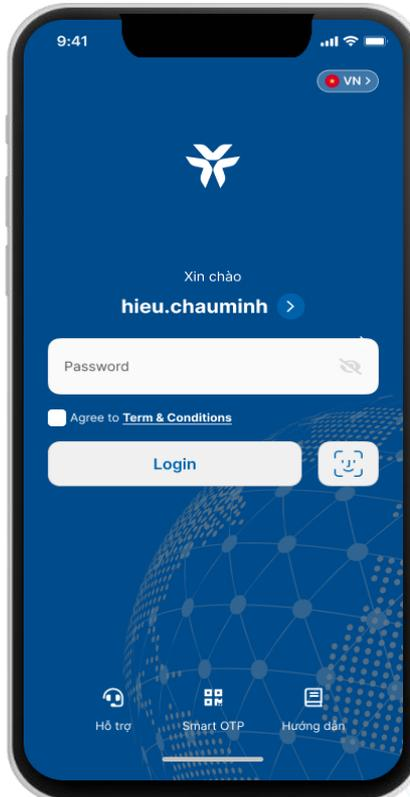 9:41
VN >
Xin chào
hieu.chauminh
Password
Agree to Term & Conditions
Login
Hỗ trợ
Smart OTP
Hướng dẫn